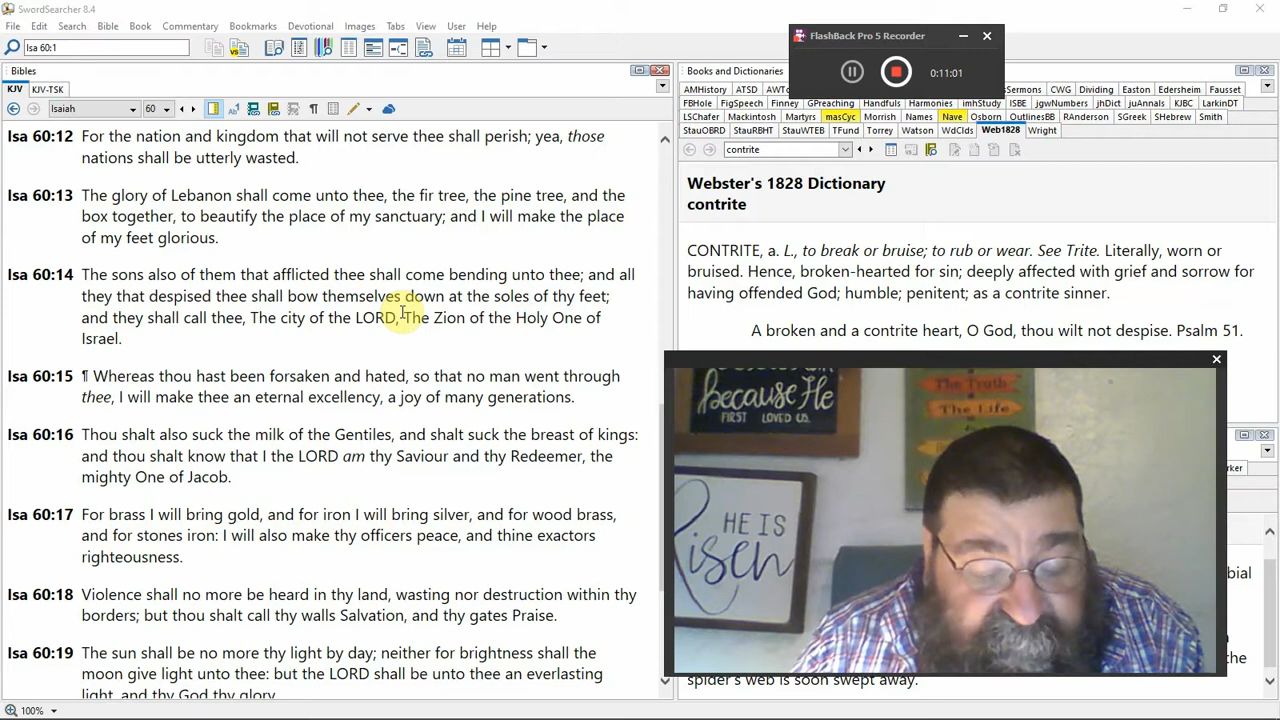 SwordSearcher 8.4
File Edit Search Bible Book Commentary Bookmarks Devotional Images Tabs View User Help
Isa 60:1
Bibles
KJV KJV-TSK
Isaiah 60
Isa 60:12 For the nation and kingdom that will not serve thee shall perish; yea, those
nations shall be utterly wasted.
Isa 60:13 The glory of Lebanon shall come unto thee, the fir tree, the pine tree, and the
box together, to beautify the place of my sanctuary; and I will make the place
of my feet glorious.
Isa 60:14 The sons also of them that afflicted thee shall come bending unto thee; and all
they that despised thee shall bow themselves down at the soles of thy feet;
and they shall call thee, The city of the LORD, The Zion of the Holy One of
Israel.
Isa 60:15 ¶ Whereas thou hast been forsaken and hated, so that no man went through
thee, I will make thee an eternal excellency, a joy of many generations.
Isa 60:16 Thou shalt also suck the milk of the Gentiles, and shalt suck the breast of kings:
and thou shalt know that I the LORD am thy Saviour and thy Redeemer, the
mighty One of Jacob.
Isa 60:17 For brass I will bring gold, and for iron I will bring silver, and for wood brass,
and for stones iron: I will also make thy officers peace, and thine exactors
righteousness.
Isa 60:18 Violence shall no more be heard in thy land, wasting nor destruction within thy
borders; but thou shalt call thy walls Salvation, and thy gates Praise.
Isa 60:19 The sun shall be no more thy light by day; neither for brightness shall the
moon give light unto thee: but the LORD shall be unto thee an everlasting
light, and thy God thy glory.
100%
FlashBack Pro 5 Recorder
0:11:01
Books and Dictionaries
AMHistory ATSD CWG Dividing Easton Edersheim Fausset
FBHole FigSpeech Finney GPreaching Handfuls Harmonies imhStudy ISBE jgwNumbers jhDict juAnnals KJBC LarkinDT
LSChafer Mackintosh Martyrs masCyc Morrish Names Nave Osborn OutlinesBB RAnderson SGreek SHebrew Smith
StauOBRD StauRBHT StauWTEB TFund Torrey Watson WdClids Web1828 Wright
contrite
Webster's 1828 Dictionary
contrite
CONTRITE, a. L., to break or bruise; to rub or wear. See Trite. Literally, worn or
bruised. Hence, broken-hearted for sin; deeply affected with grief and sorrow for
having offended God; humble; penitent; as a contrite sinner.
A broken and a contrite heart, O God, thou wilt not despise. Psalm 51.
because He
FIRST LOVED US.
The Truth
The Life
HE IS
Risen
the
spider's web is soon swept away.